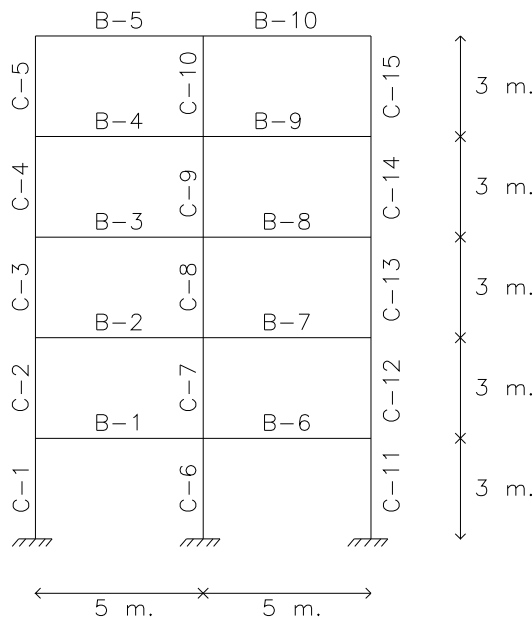 B-5 B-10
C-5 C-10 C-15 3 m.
B-4 B-9
C-4 C-9 C-14 3 m.
B-3 B-8
C-3 C-8 C-13 3 m.
B-2 B-7
C-2 C-7 C-12 3 m.
B-1 B-6
C-1 C-6 C-11 3 m.
5 m. 5 m.